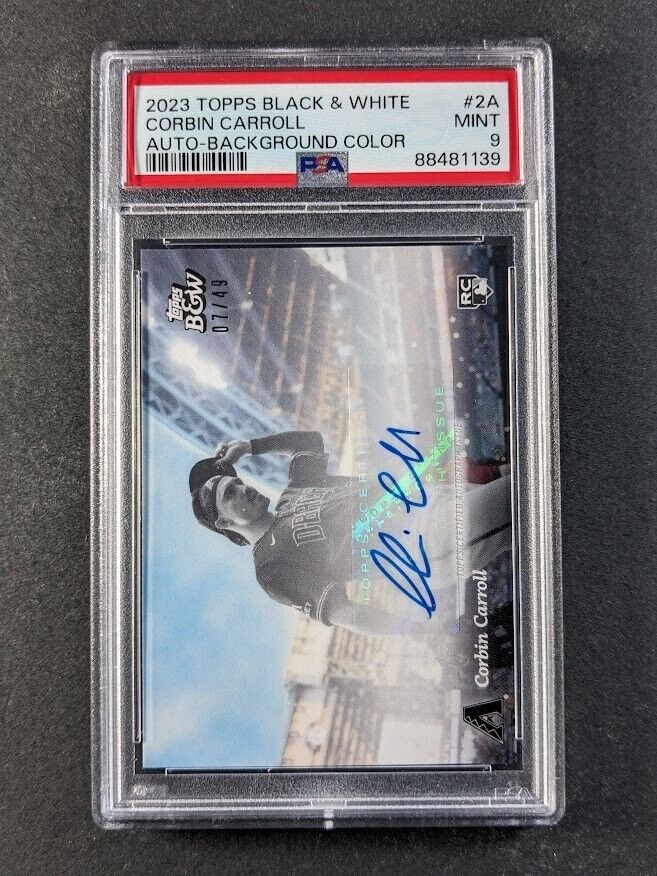 2023 TOPPS BLACK & WHITE #2A
CORBIN CARROLL MINT
AUTO-BACKGROUND COLOR 9
PSA 88481139
topps
B&W
07/49
RC
TOPPS CERTIFIED AUTOGRAPH ISSUE
Corbin Carroll
A
PSA